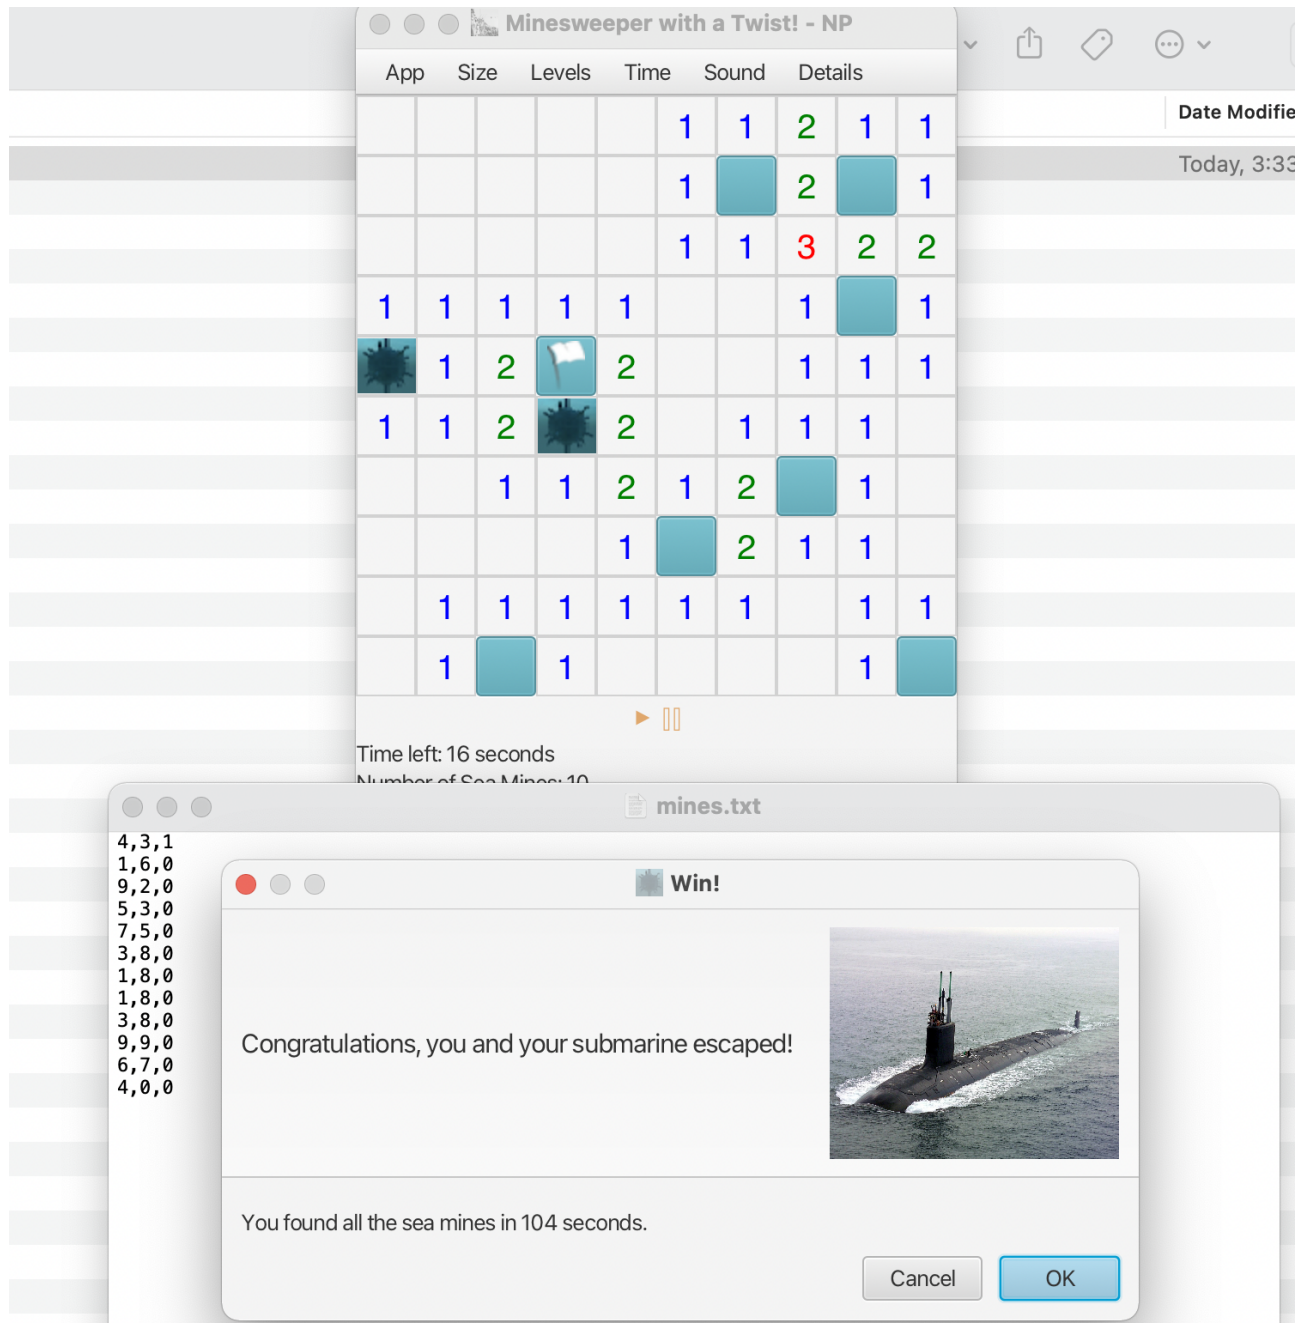 Minesweeper with a Twist! - NP
App Size Levels Time Sound Details
Date Modifie
Today, 3:33
1 1 2 1 1
1 2 1
1 1 3 2 2
1 1 1 1 1 1 1
1 2 2 1 1 1
1 1 2 2 1 1 1
1 1 2 1 2 1
1 2 1 1
1 1 1 1 1 1 1 1
1 1 1
Time left: 16 seconds
Number of Sea Mines: 10
mines.txt
4,3,1
1,6,0
9,2,0
5,3,0
7,5,0
3,8,0
1,8,0
1,8,0
3,8,0
9,9,0
6,7,0
4,0,0
Win!
Congratulations, you and your submarine escaped!
You found all the sea mines in 104 seconds.
Cancel OK